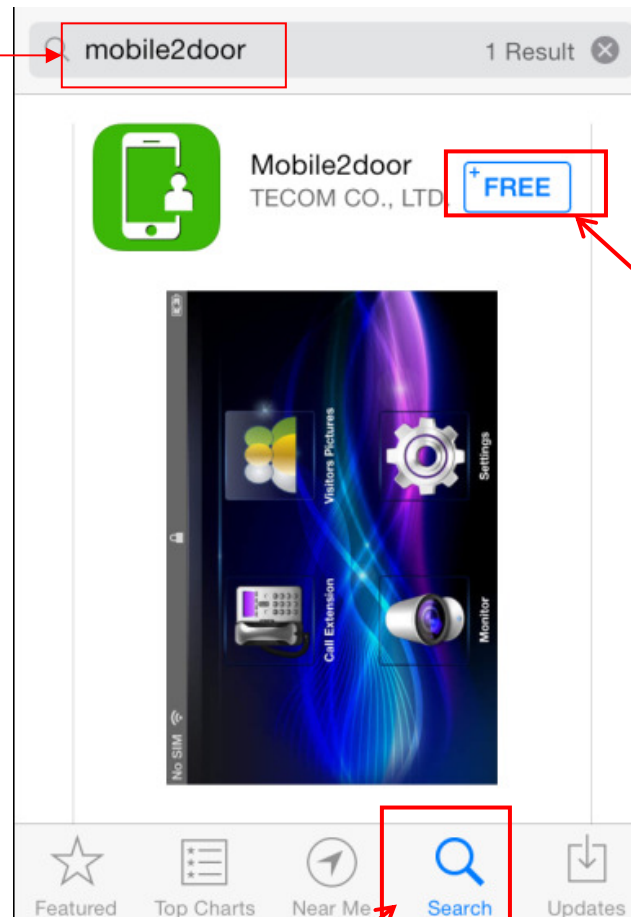 mobile2door 1 Result
Mobile2door
TECOM CO., LTD.
+FREE
No SIM
Visitors Pictures
Settings
Call Extension
Monitor
Featured Top Charts Near Me Search Updates